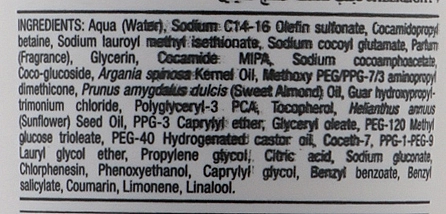 INGREDIENTS: Aqua (Water), Sodium C14-16 Olefin sulfonate, Cocamidopropyl
betaine, Sodium lauroyl methyl isethionate, Sodium cocoyl glutamate, Parfum
(Fragrance), Glycerin, Cocamide MIPA, Sodium cocoamphoacetate,
Coco-glucoside, Argania spinosa Kernel Oil, Methoxy PEG/PPG-7/3 aminopropyl
dimethicone, Prunus amygdalus dulcis (Sweet Almond) Oil, Guar hydroxypropyl-
trimonium chloride, Polyglyceryl-3 PCA, Tocopherol, Helianthus annuus
(Sunflower) Seed Oil, PPG-3 Caprylyl ether, Glyceryl oleate, PEG-120 Methyl
glucose trioleate, PEG-40 Hydrogenated castor oil, Coceth-7, PPG-1-PEG-9
Lauryl glycol ether, Propylene glycol, Citric acid, Sodium gluconate,
Chlorphenesin, Phenoxyethanol, Caprylyl glycol, Benzyl benzoate, Benzyl
salicylate, Coumarin, Limonene, Linalool.